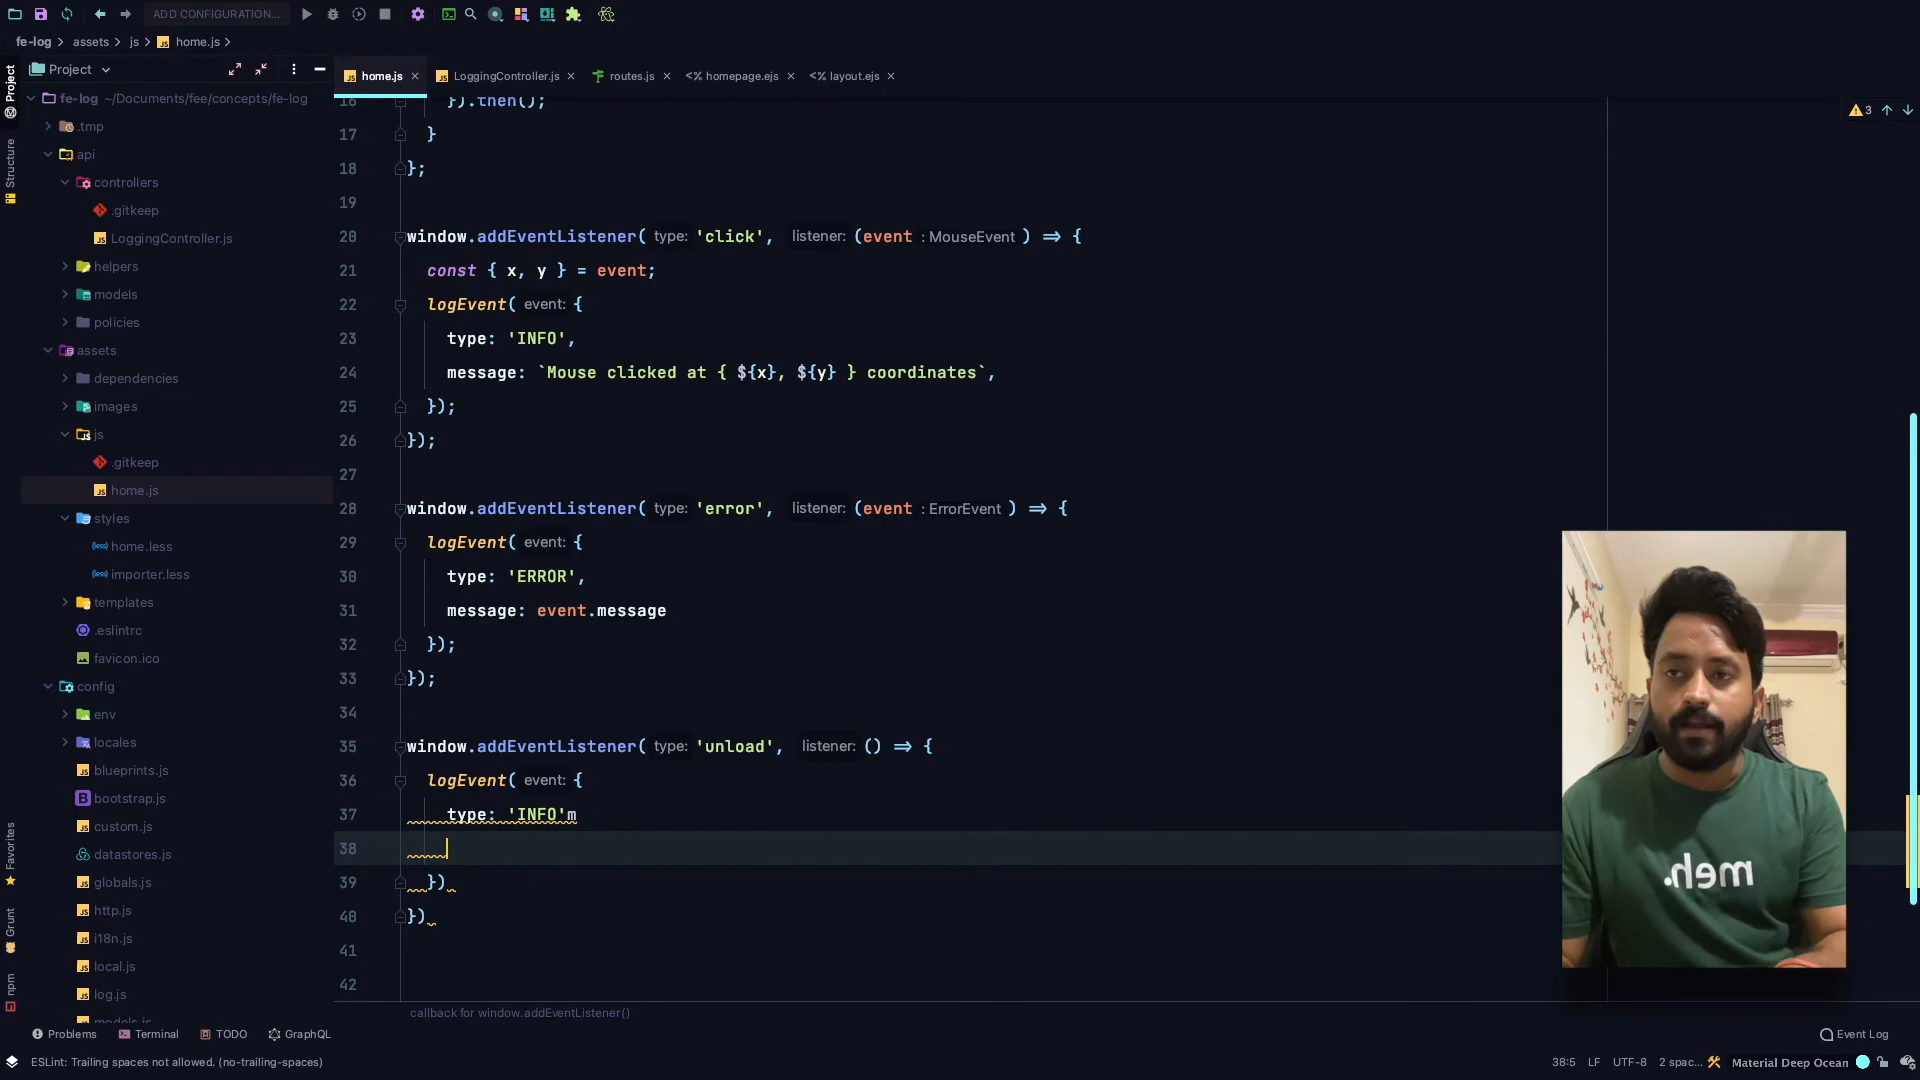 ADD CONFIGURATION...
fe-log > assets > js > home.js >
Project
home.js
LoggingController.js
routes.js
<% homepage.ejs
<% layout.ejs
Project
Structure
Favorites
Grunt
npm
fe-log ~/Documents/fee/concepts/fe-log
.tmp
api
controllers
.gitkeep
LoggingController.js
helpers
models
policies
assets
dependencies
images
js
.gitkeep
home.js
styles
home.less
importer.less
templates
.eslintrc
favicon.ico
config
env
locales
blueprints.js
bootstrap.js
custom.js
datastores.js
globals.js
http.js
i18n.js
local.js
log.js
models.js
3
16 }).then();
17 }
18 };
19
20 window.addEventListener( type: 'click', listener: (event : MouseEvent ) => {
21 const { x, y } = event;
22 logEvent( event: {
23 type: 'INFO',
24 message: `Mouse clicked at { ${x}, ${y} } coordinates`,
25 });
26 });
27
28 window.addEventListener( type: 'error', listener: (event : ErrorEvent ) => {
29 logEvent( event: {
30 type: 'ERROR',
31 message: event.message
32 });
33 });
34
35 window.addEventListener( type: 'unload', listener: () => {
36 logEvent( event: {
37 type: 'INFO'm
38
39 })
40 })
41
42
meh.
callback for window.addEventListener()
Problems
Terminal
TODO
GraphQL
Event Log
ESLint: Trailing spaces not allowed. (no-trailing-spaces)
38:5 LF UTF-8 2 spac... Material Deep Ocean